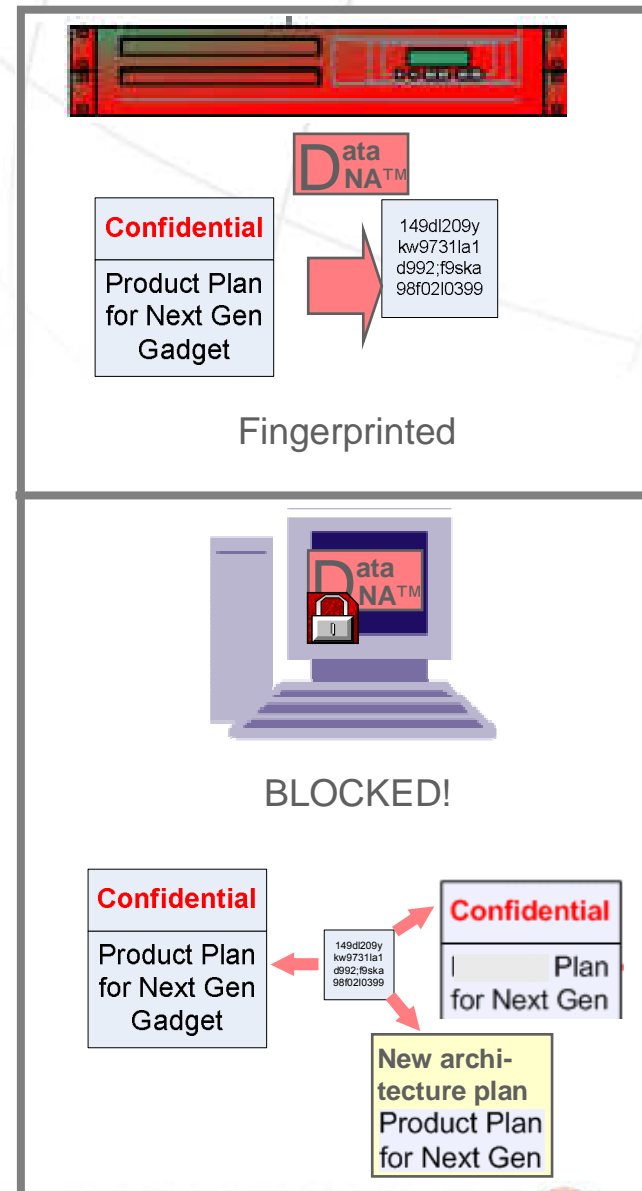 Data
NA™
Confidential
Product Plan
for Next Gen
Gadget
149dl209y
kw9731la1
d992;f9ska
98f02l0399
Fingerprinted
Data
NA™
BLOCKED!
Confidential
Product Plan
for Next Gen
Gadget
149dl209y
kw9731la1
d992;f9ska
98f02l0399
Confidential
Plan
for Next Gen
New archi-
tecture plan
Product Plan
for Next Gen